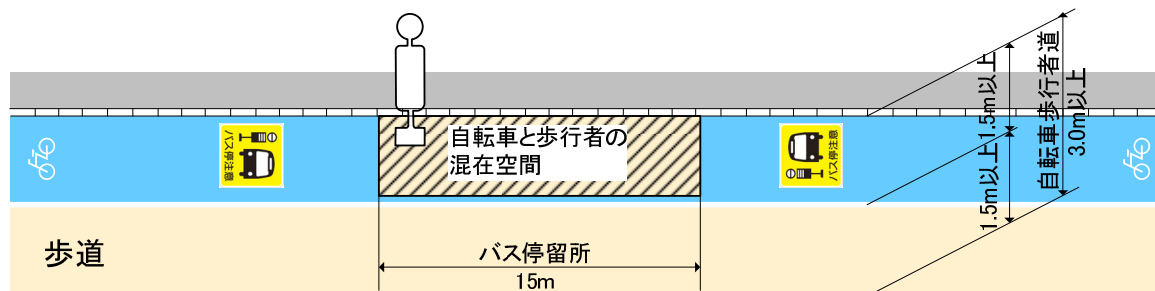 自転車と歩行者の
混在空間
バス停注意
バス停注意
歩道
バス停留所
15m
1.5m以上
1.5m以上
自転車歩行者道
3.0m以上